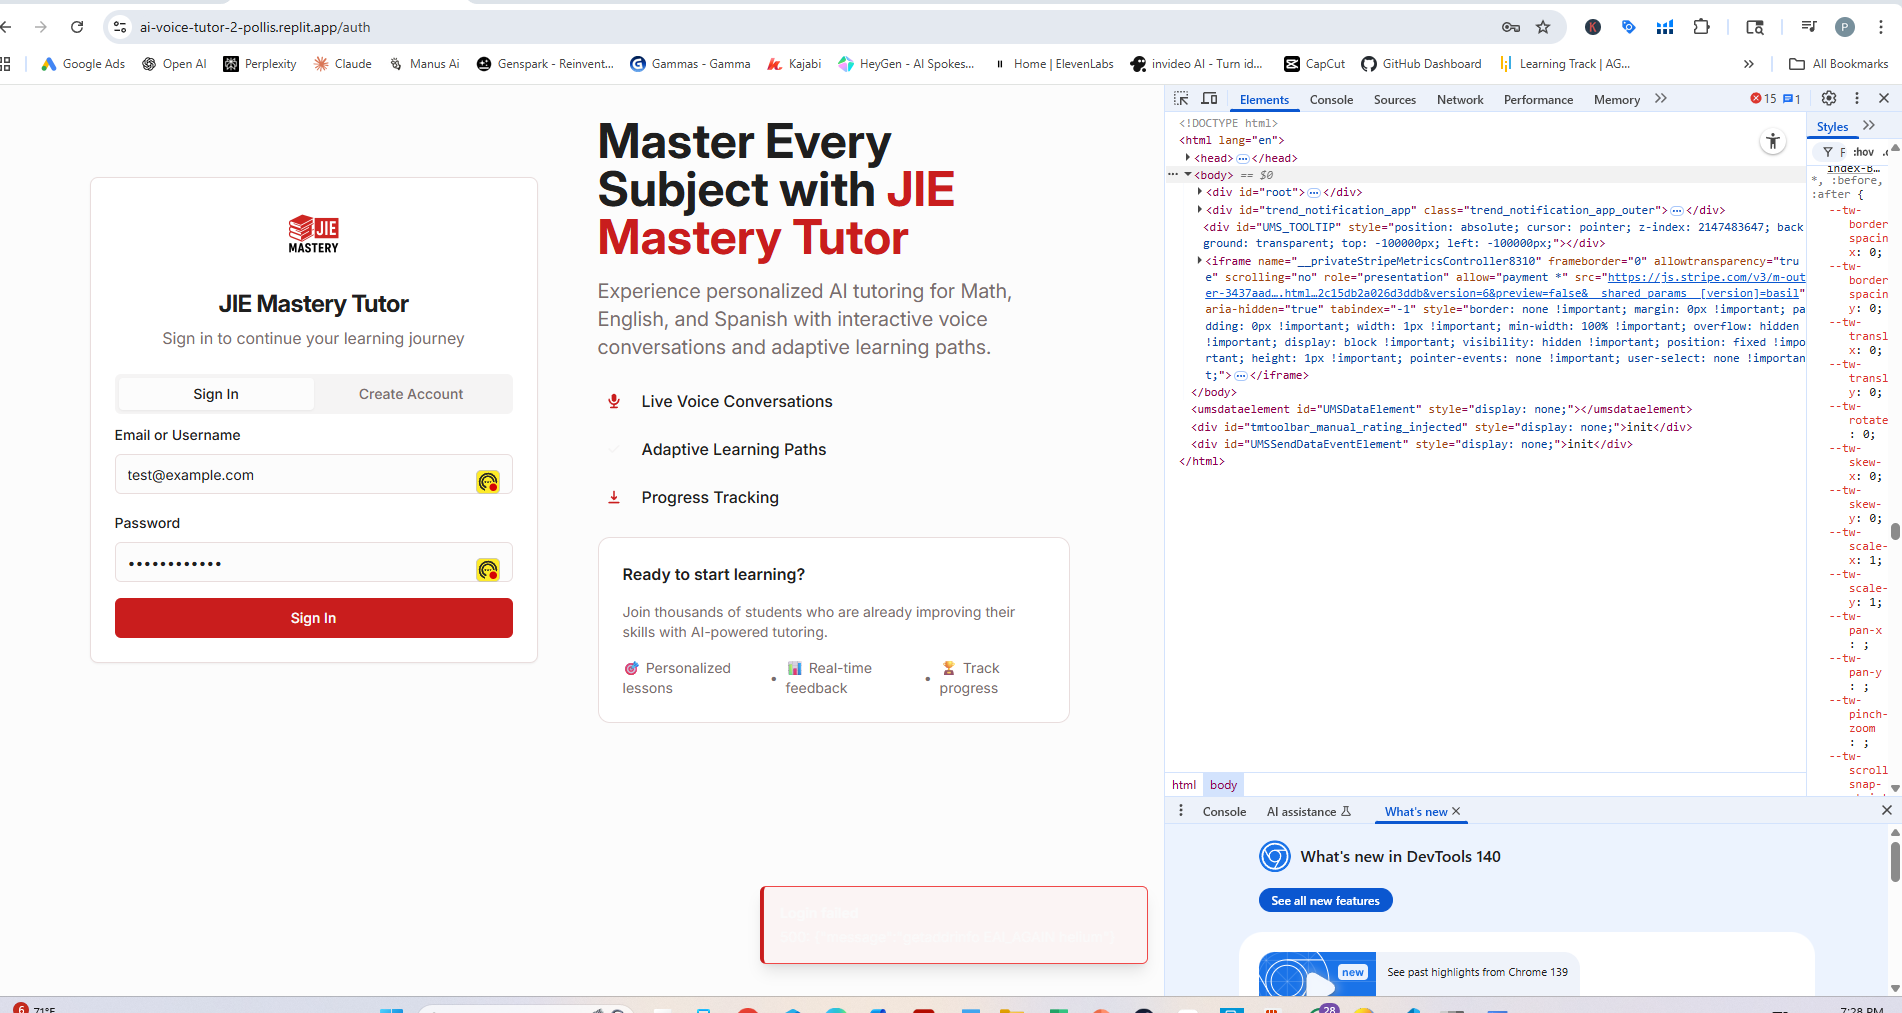 ai-voice-tutor-2-pollis.replit.app/auth
K
P
Google Ads
Open AI
Perplexity
Claude
Manus Ai
Genspark - Reinvent...
Gammas - Gamma
Kajabi
HeyGen - AI Spokes...
Home | ElevenLabs
invideo AI - Turn id...
CapCut
GitHub Dashboard
Learning Track | AG...
All Bookmarks
JIE
MASTERY
JIE Mastery Tutor
Sign in to continue your learning journey
Sign In
Create Account
Email or Username
test@example.com
Password
••••••••••••
Sign In
Master Every
Subject with JIE
Mastery Tutor
Experience personalized AI tutoring for Math,
English, and Spanish with interactive voice
conversations and adaptive learning paths.
Live Voice Conversations
Adaptive Learning Paths
Progress Tracking
Ready to start learning?
Join thousands of students who are already improving their
skills with AI-powered tutoring.
🎯 Personalized
lessons
•
📊 Real-time
feedback
•
🏆 Track
progress
Elements
Console
Sources
Network
Performance
Memory
15
1
<!DOCTYPE html>
<html lang="en">
<head>…</head>
<body> == $0
<div id="root">…</div>
<div id="trend_notification_app" class="trend_notification_app_outer">…</div>
<div id="UMS_TOOLTIP" style="position: absolute; cursor: pointer; z-index: 2147483647; back
ground: transparent; top: -100000px; left: -100000px;"></div>
<iframe name="__privateStripeMetricsController8310" frameborder="0" allowtransparency="tru
e" scrolling="no" role="presentation" allow="payment *" src="https://js.stripe.com/v3/m-out
er-3437aad….html…2c15db2a026d3ddb&version=6&preview=false&__shared_params__[version]=basil"
aria-hidden="true" tabindex="-1" style="border: none !important; margin: 0px !important; pa
dding: 0px !important; width: 1px !important; min-width: 100% !important; overflow: hidden
!important; display: block !important; visibility: hidden !important; position: fixed !impo
rtant; height: 1px !important; pointer-events: none !important; user-select: none !importan
t;">…</iframe>
</body>
<umsdataelement id="UMSDataElement" style="display: none;"></umsdataelement>
<div id="tmtoolbar_manual_rating_injected" style="display: none;">init</div>
<div id="UMSSendDataEventElement" style="display: none;">init</div>
</html>
html
body
Styles
F
:hov
index-B…
*, :before,
:after {
--tw-
border
spacin
x: 0;
--tw-
border
spacin
y: 0;
--tw-
transl
x: 0;
--tw-
transl
y: 0;
--tw-
rotate
: 0;
--tw-
skew-
x: 0;
--tw-
skew-
y: 0;
--tw-
scale-
x: 1;
--tw-
scale-
y: 1;
--tw-
pan-x
: ;
--tw-
pan-y
: ;
--tw-
pinch-
zoom
: ;
--tw-
scroll
snap-
Console
AI assistance
What's new
What's new in DevTools 140
See all new features
new
See past highlights from Chrome 139
6
71°F
28
7:28 PM